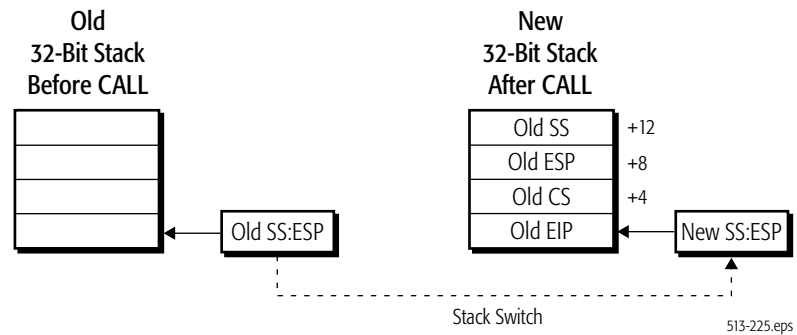 Old
32-Bit Stack
Before CALL
New
32-Bit Stack
After CALL
Old SS
+12
Old ESP
+8
Old CS
+4
Old SS:ESP
Old EIP
New SS:ESP
Stack Switch
513-225.eps